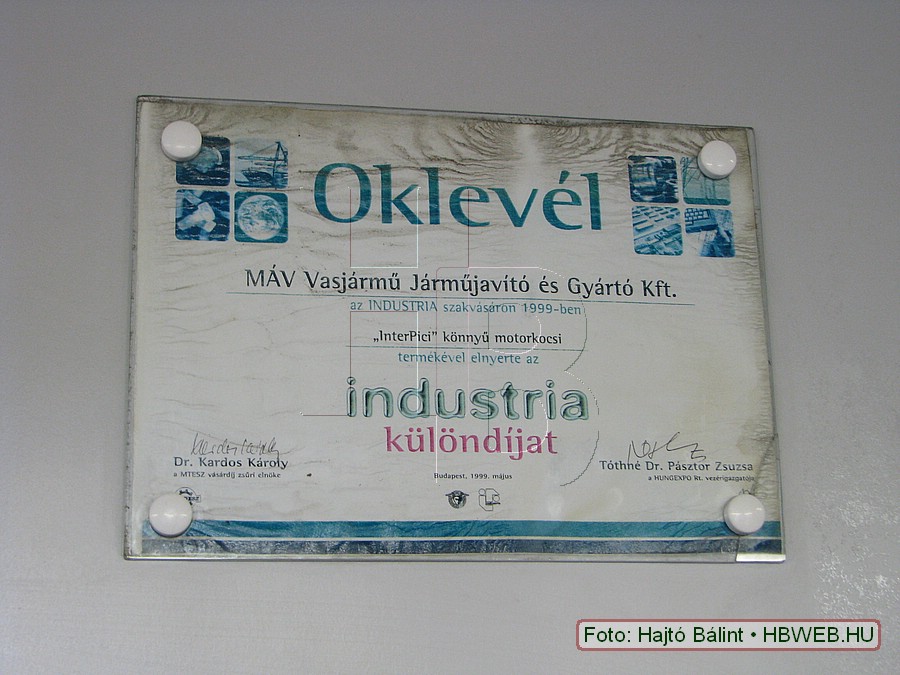 Oklevél
MÁV Vasjármű Járműjavító és Gyártó Kft.
az INDUSTRIA szakvásáron 1999-ben
„InterPici” könnyű motorkocsi
termékével elnyerte az
industria
különdíjat
Dr. Kardos Károly
a MTESZ vásárdíj zsűri elnöke
Tóthné Dr. Pásztor Zsuzsa
a HUNGEXPO Rt. vezérigazgatója
Budapest, 1999. május
Foto: Hajtó Bálint • HBWEB.HU